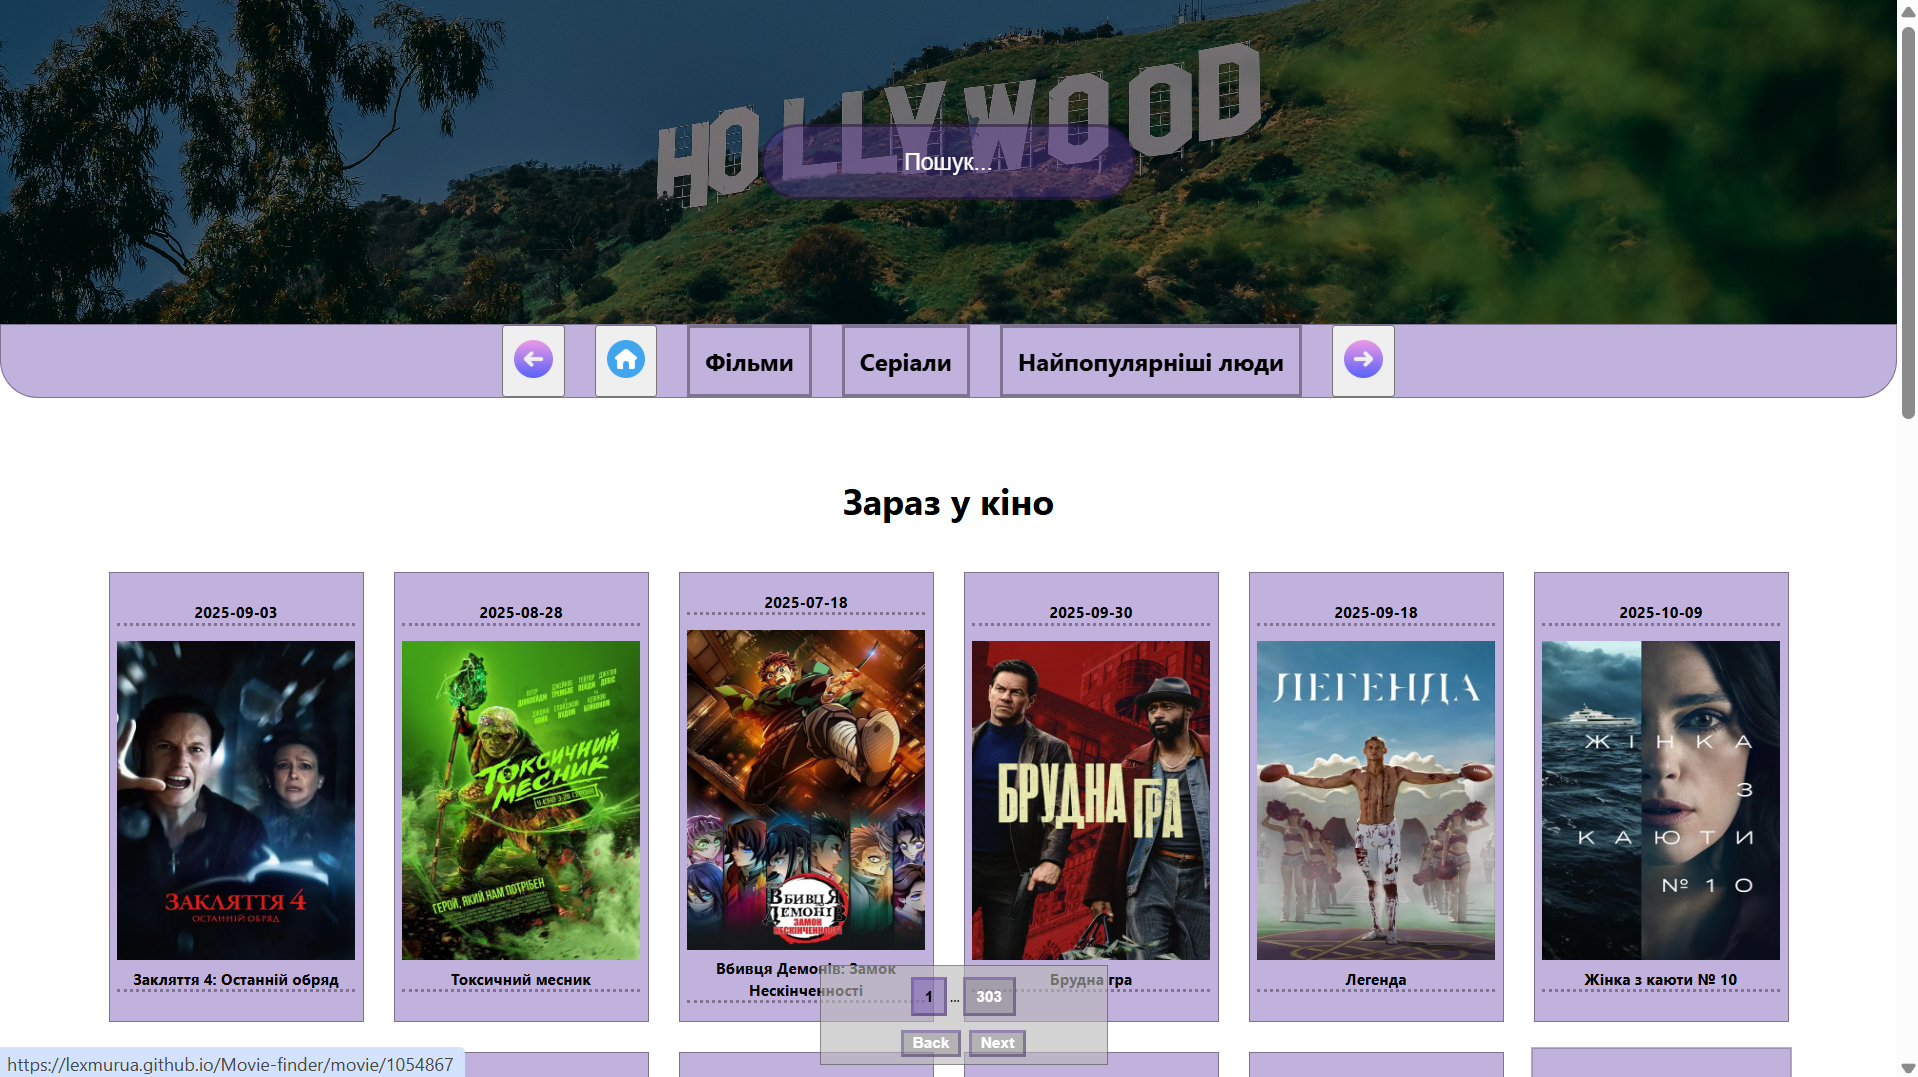 HOLLYWOOD
Пошук...
Фільми
Серіали
Найпопулярніші люди
Зараз у кіно
2025-09-03
ЗАКЛЯТТЯ 4
ОСТАННІЙ ОБРЯД
Закляття 4: Останній обряд
2025-08-28
ТОКСИЧНИЙ
МЕСНИК
ГЕРОЙ, ЯКИЙ НАМ ПОТРІБЕН
Токсичний месник
2025-07-18
ВБИВЦЯ
ДЕМОНІВ
ЗАМОК
НЕСКІНЧЕННОСТІ
Вбивця Демонів: Замок
Нескінченності
2025-09-30
БРУДНА ГРА
Брудна гра
2025-09-18
ЛЕГЕНДА
Легенда
2025-10-09
ЖІНКА
З
КАЮТИ
№ 10
Жінка з каюти № 10
1 ... 303
Back Next
https://lexmurua.github.io/Movie-finder/movie/1054867